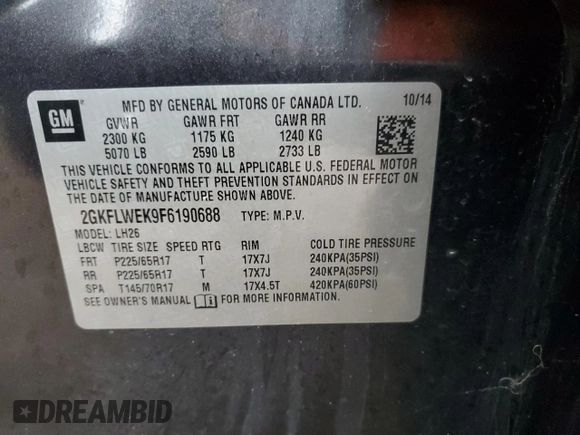 GM
MFD BY GENERAL MOTORS OF CANADA LTD. 10/14
GVWR GAWR FRT GAWR RR
2300 KG 1175 KG 1240 KG
5070 LB 2590 LB 2733 LB
THIS VEHICLE CONFORMS TO ALL APPLICABLE U.S. FEDERAL MOTOR
VEHICLE SAFETY AND THEFT PREVENTION STANDARDS IN EFFECT ON
THE DATE OF MANUFACTURE SHOWN ABOVE.
2GKFLWEK9F6190688 TYPE: M.P.V.
MODEL: LH26
LBCW TIRE SIZE SPEED RTG RIM COLD TIRE PRESSURE
FRT P225/65R17 T 17X7J 240KPA(35PSI)
RR P225/65R17 T 17X7J 240KPA(35PSI)
SPA T145/70R17 M 17X4.5T 420KPA(60PSI)
SEE OWNER'S MANUAL FOR MORE INFORMATION
DREAMBID